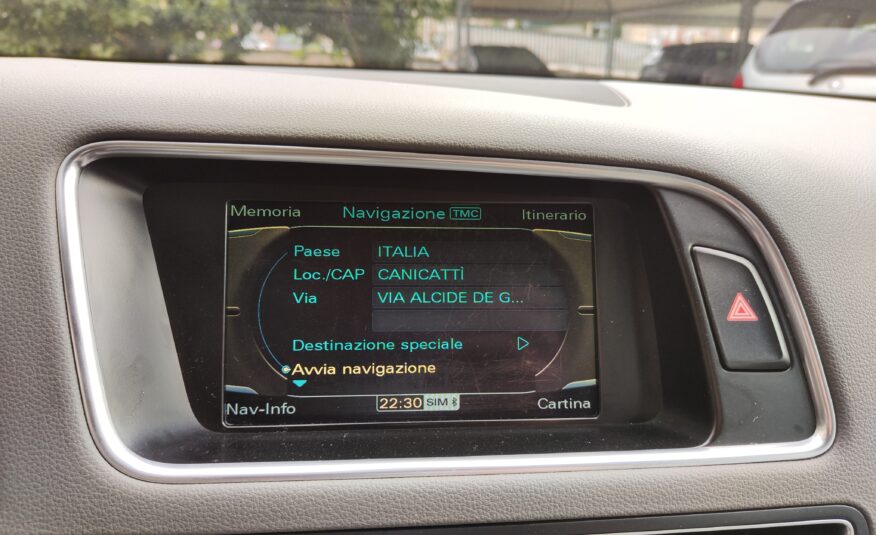 Memoria Navigazione TMC Itinerario
Paese ITALIA
Loc./CAP CANICATTÌ
Via VIA ALCIDE DE G...
Destinazione speciale
Avvia navigazione
Nav-Info 22:30 SIM Cartina